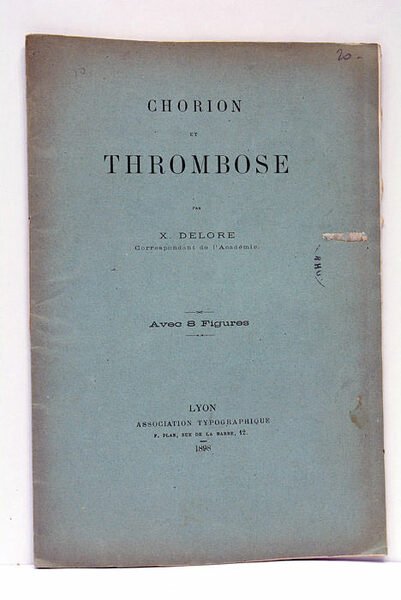 20-
CHORION
ET
THROMBOSE
PAR
X. DELORE
Correspondant de l'Académie.
Avec 8 Figures
LYON
ASSOCIATION TYPOGRAPHIQUE
F. PLAN, RUE DE LA BARRE, 12.
1898